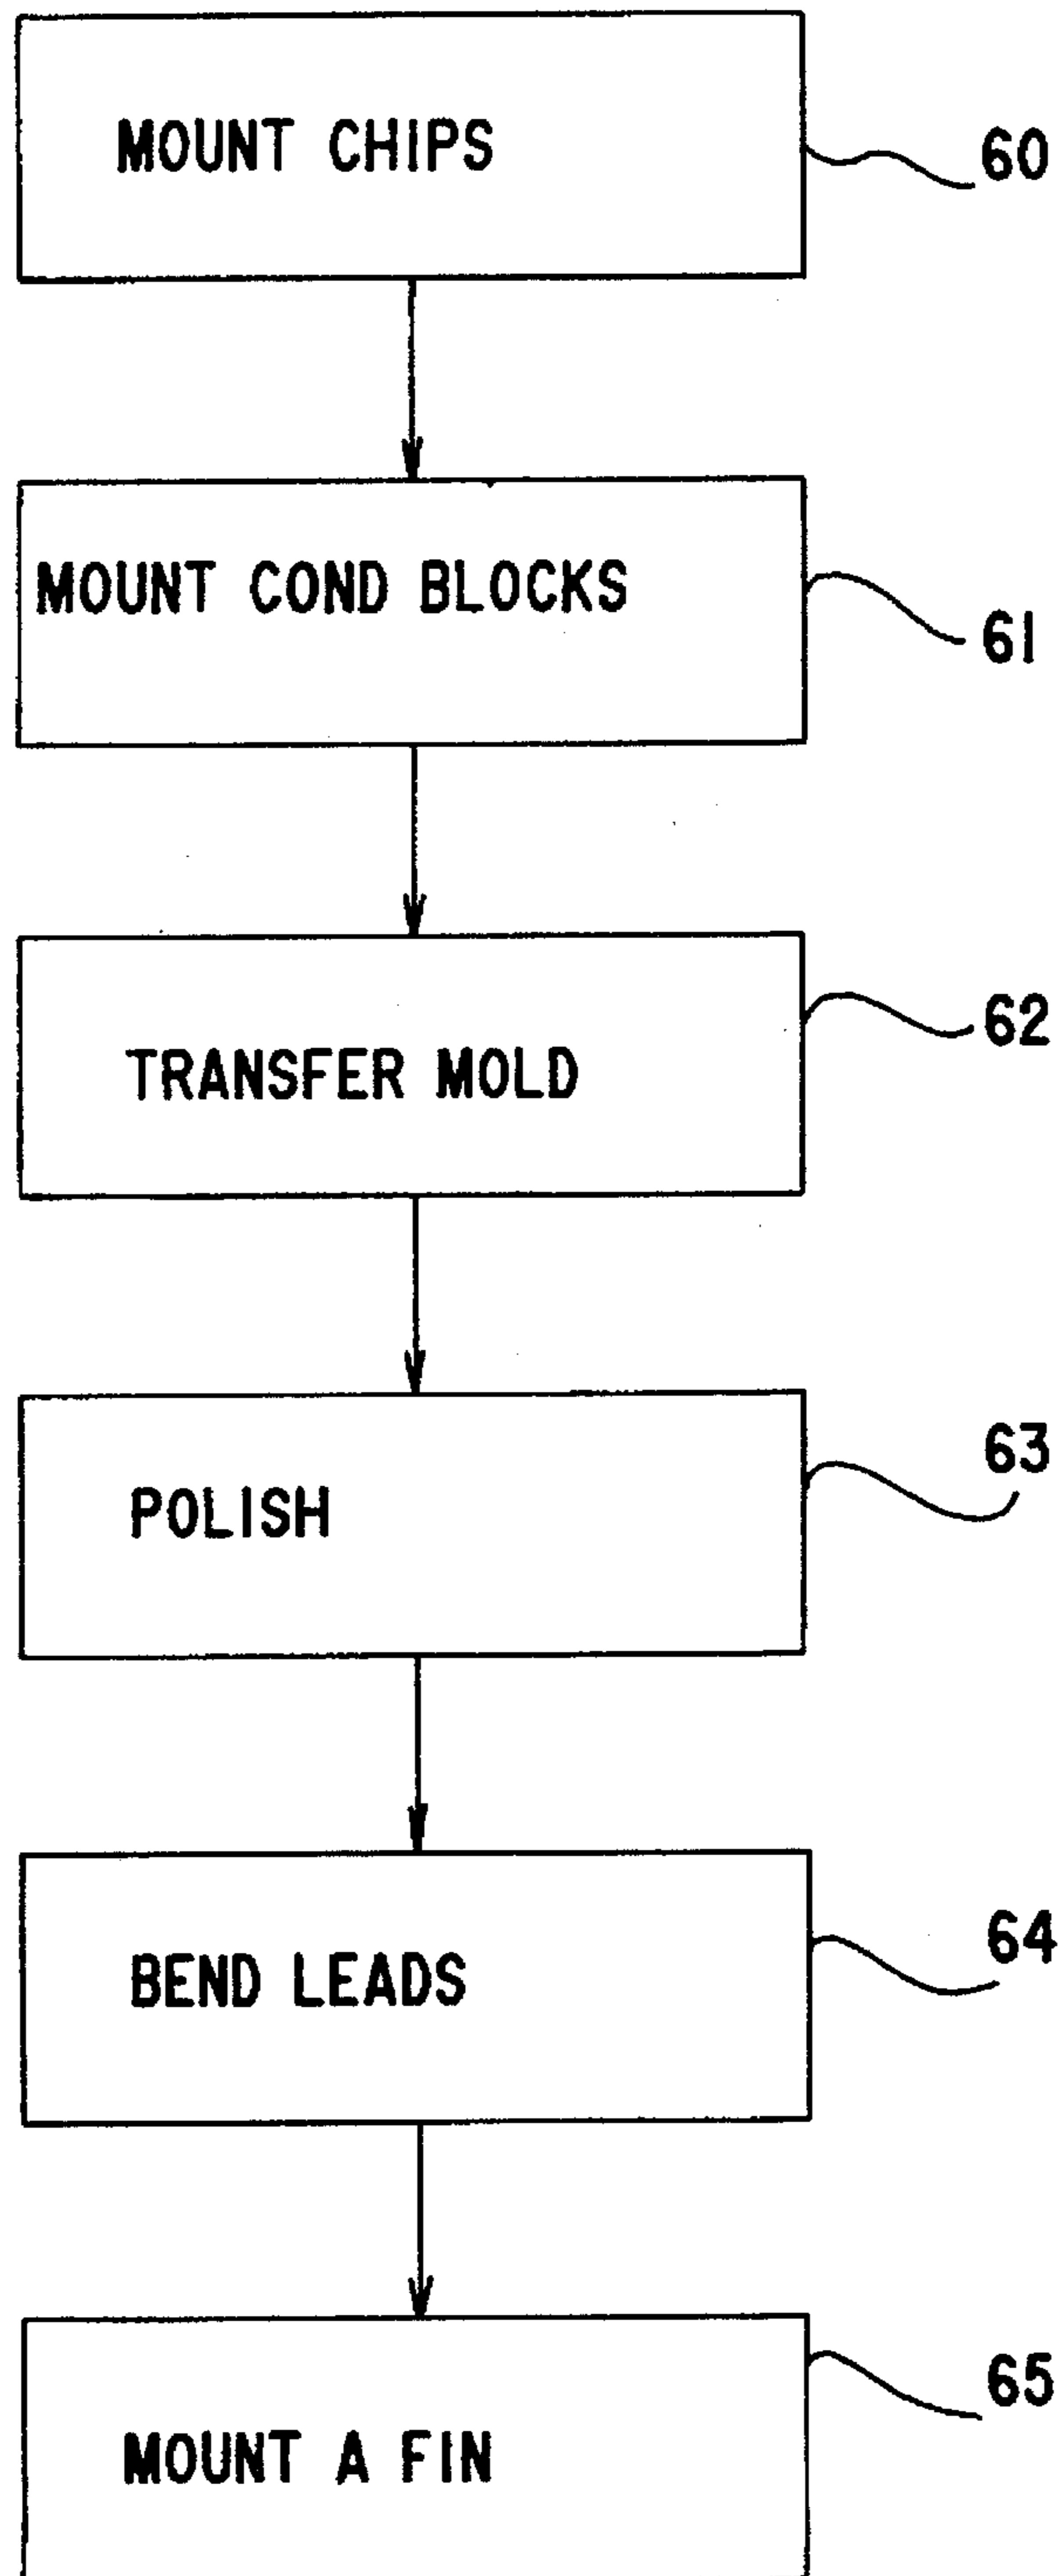 MOUNT CHIPS
60
MOUNT COND BLOCKS
61
62
TRANSFER MOLD
63
POLISH
64
BEND LEADS
65
MOUNT A FIN